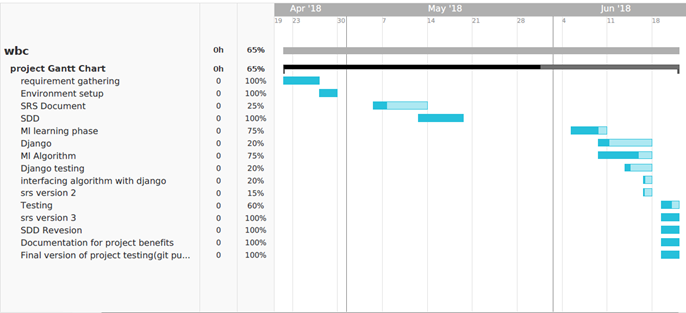 Apr '18 May '18 Jun '18
19 23 30 7 14 21 28 4 11 18
wbc 0h 65%
project Gantt Chart 0h 65%
requirement gathering 0 100%
Environment setup 0 100%
SRS Document 0 25%
SDD 0 100%
MI learning phase 0 75%
Django 0 20%
MI Algorithm 0 75%
Django testing 0 20%
interfacing algorithm with django 0 20%
srs version 2 0 15%
Testing 0 60%
srs version 3 0 100%
SDD Revesion 0 100%
Documentation for project benefits 0 100%
Final version of project testing(git pu... 0 100%